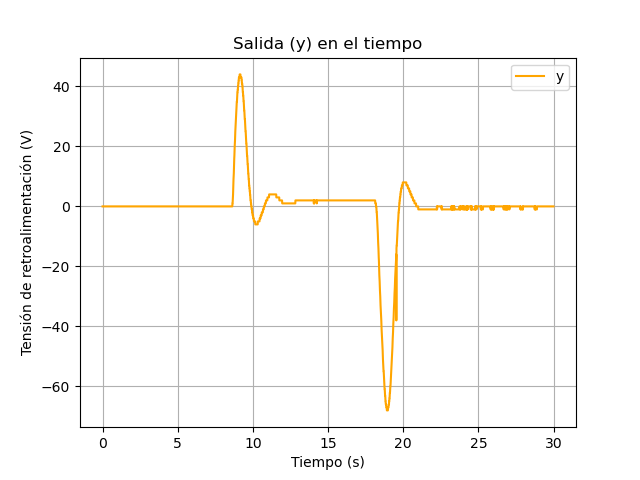 Salida (y) en el tiempo
y
Tensión de retroalimentación (V)
40
20
0
−20
−40
−60
0 5 10 15 20 25 30
Tiempo (s)